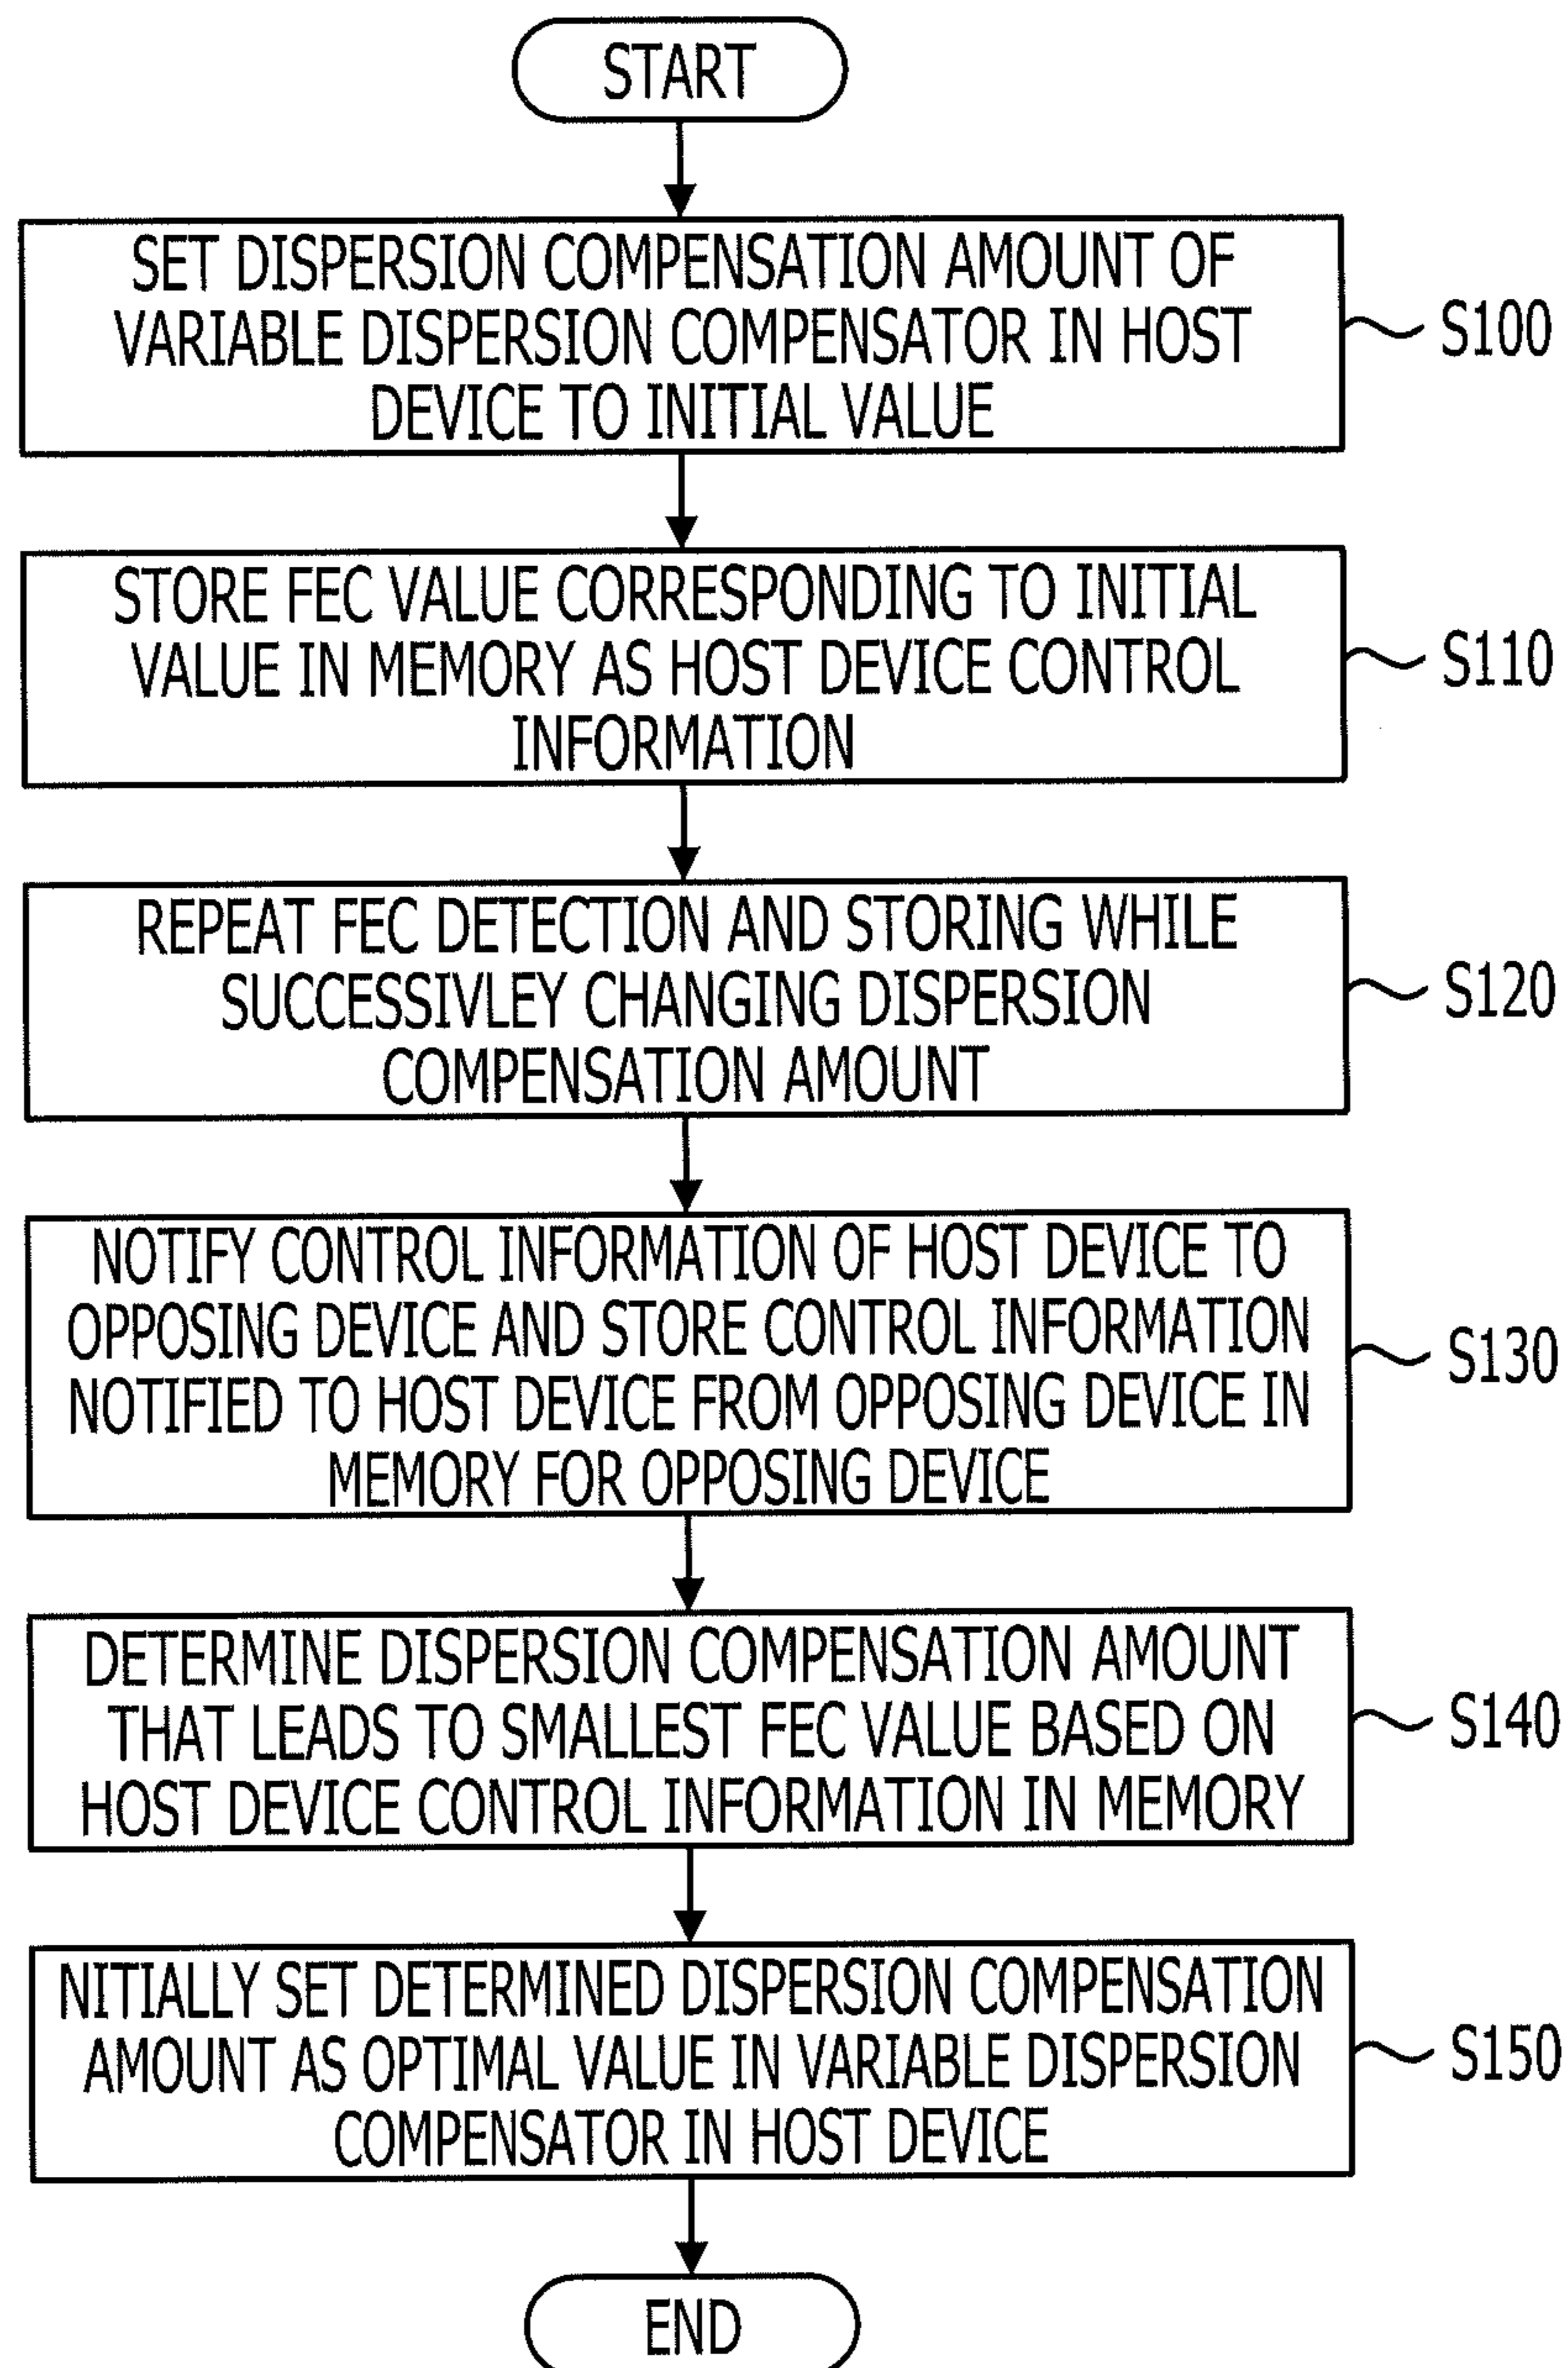 START
SET DISPERSION COMPENSATION AMOUNT OF
VARIABLE DISPERSION COMPENSATOR IN HOST
DEVICE TO INITIAL VALUE
S100
STORE FEC VALUE CORRESPONDING TO INITIAL
VALUE IN MEMORY AS HOST DEVICE CONTROL
INFORMATION
S110
REPEAT FEC DETECTION AND STORING WHILE
SUCCESSIVLEY CHANGING DISPERSION
COMPENSATION AMOUNT
S120
NOTIFY CONTROL INFORMATION OF HOST DEVICE TO
OPPOSING DEVICE AND STORE CONTROL INFORMATION
NOTIFIED TO HOST DEVICE FROM OPPOSING DEVICE IN
MEMORY FOR OPPOSING DEVICE
S130
DETERMINE DISPERSION COMPENSATION AMOUNT
THAT LEADS TO SMALLEST FEC VALUE BASED ON
HOST DEVICE CONTROL INFORMATION IN MEMORY
S140
NITIALLY SET DETERMINED DISPERSION COMPENSATION
AMOUNT AS OPTIMAL VALUE IN VARIABLE DISPERSION
COMPENSATOR IN HOST DEVICE
S150
END